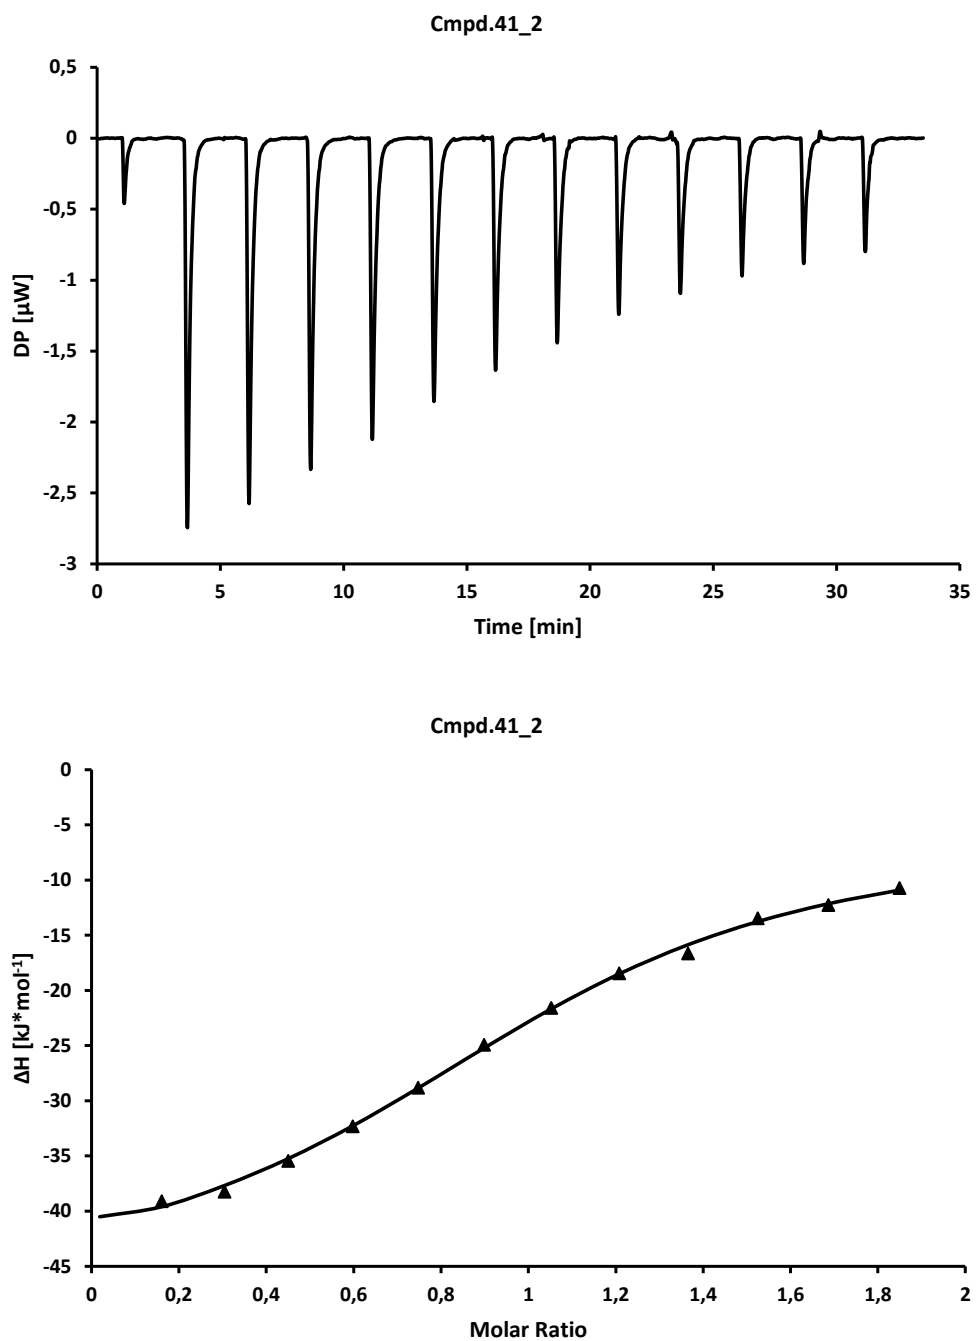 Cmpd.41_2
0,5
0
-0,5
-1
-1,5
-2
-2,5
-3
DP [µW]
0 5 10 15 20 25 30 35
Time [min]
Cmpd.41_2
0
-5
-10
-15
-20
-25
-30
-35
-40
-45
ΔH [kJ*mol⁻¹]
0 0,2 0,4 0,6 0,8 1 1,2 1,4 1,6 1,8 2
Molar Ratio